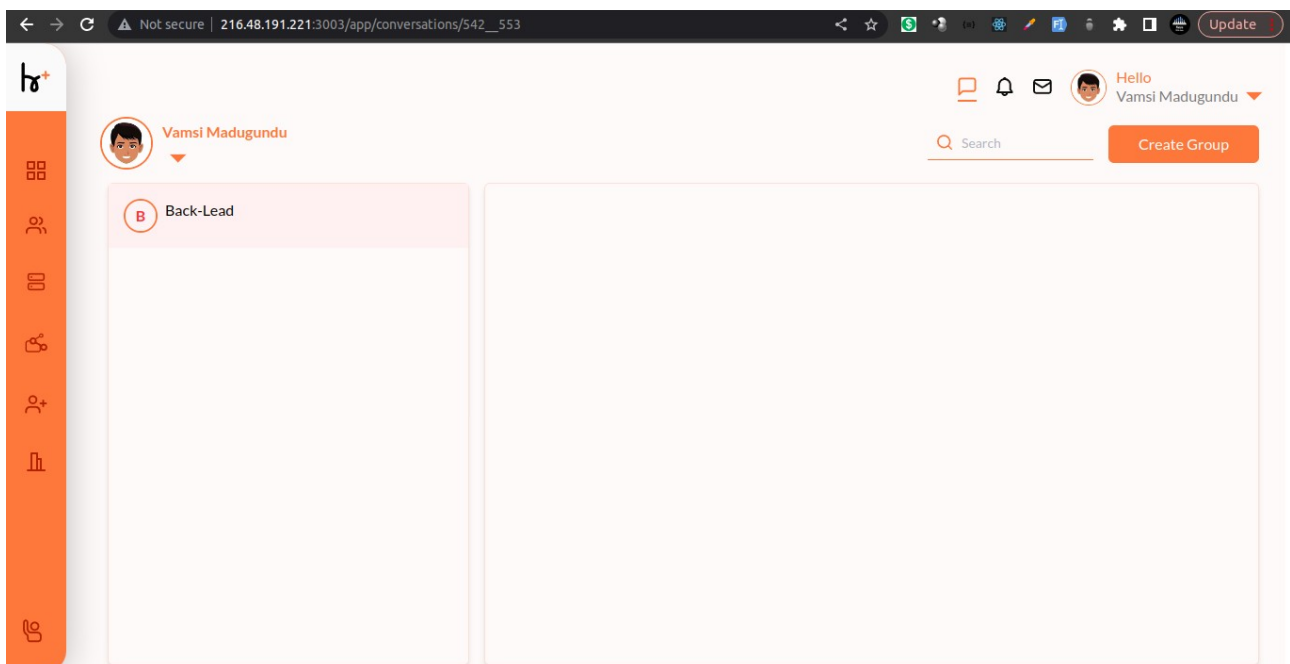 Not secure | 216.48.191.221:3003/app/conversations/542__553
Update
Hello
Vamsi Madugundu
Vamsi Madugundu
Search
Create Group
B Back-Lead